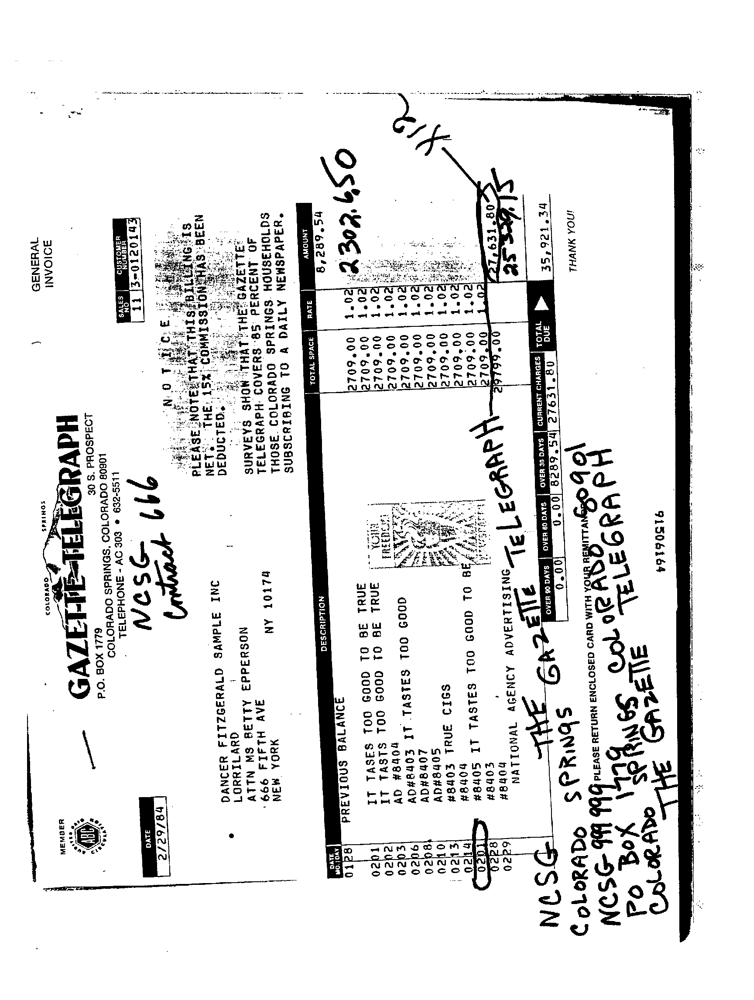 GENERAL
INVOICE
MEMBER
ABC
COLORADO SPRINGS
GAZETTE-TELEGRAPH
P.O. BOX 1779 30 S. PROSPECT
COLORADO SPRINGS, COLORADO 80901
TELEPHONE - AC 303 • 632-5511
SALES NO CUSTOMER NUMBER
11 3-0120143
DATE
2/29/84
NCSG
Contract 666
N O T I C E
PLEASE NOTE THAT THIS BILLING IS
NET. THE 15% COMMISSION HAS BEEN
DEDUCTED.
SURVEYS SHOW THAT THE GAZETTE
TELEGRAPH COVERS 85 PERCENT OF
THOSE COLORADO SPRINGS HOUSEHOLDS
SUBSCRIBING TO A DAILY NEWSPAPER.
DANCER FITZGERALD SAMPLE INC
LORRILARD
ATTN MS BETTY EPPERSON
666 FIFTH AVE
NEW YORK NY 10174
DATE MO. DAY DESCRIPTION TOTAL SPACE RATE AMOUNT
0128 PREVIOUS BALANCE 8,289.54
2302.650
0201 IT TASES TOO GOOD TO BE TRUE 2709.00 1.02
0202 IT TASTS TOO GOOD TO BE TRUE 2709.00 1.02
0203 AD #8404 2709.00 1.02
0206 AD#8403 IT TASTES TOO GOOD 2709.00 1.02
0208 AD#8407 2709.00 1.02
0210 AD#8405 2709.00 1.02
0213 #8403 TRUE CIGS 2709.00 1.02
0214 #8404 2709.00 1.02
0201 #8405 IT TASTES TOO GOOD TO BE 2709.00 1.02
0228 #8403 2709.00 1.02
0229 #8404 2709.00 1.02
NATIONAL AGENCY ADVERTISING 29799.00 27,631.80
25329.15
OVER 90 DAYS OVER 60 DAYS OVER 30 DAYS CURRENT CHARGES TOTAL DUE
0.00 0.00 8289.54 27631.80 35,921.34
NCSG THE GAZETTE TELEGRAPH
COLORADO SPRINGS
PLEASE RETURN ENCLOSED CARD WITH YOUR REMITTANCE
THANK YOU!
NCSG 999 999
PO BOX 1779
COLORADO SPRINGS COLORADO 80901
THE GAZETTE TELEGRAPH
91506164